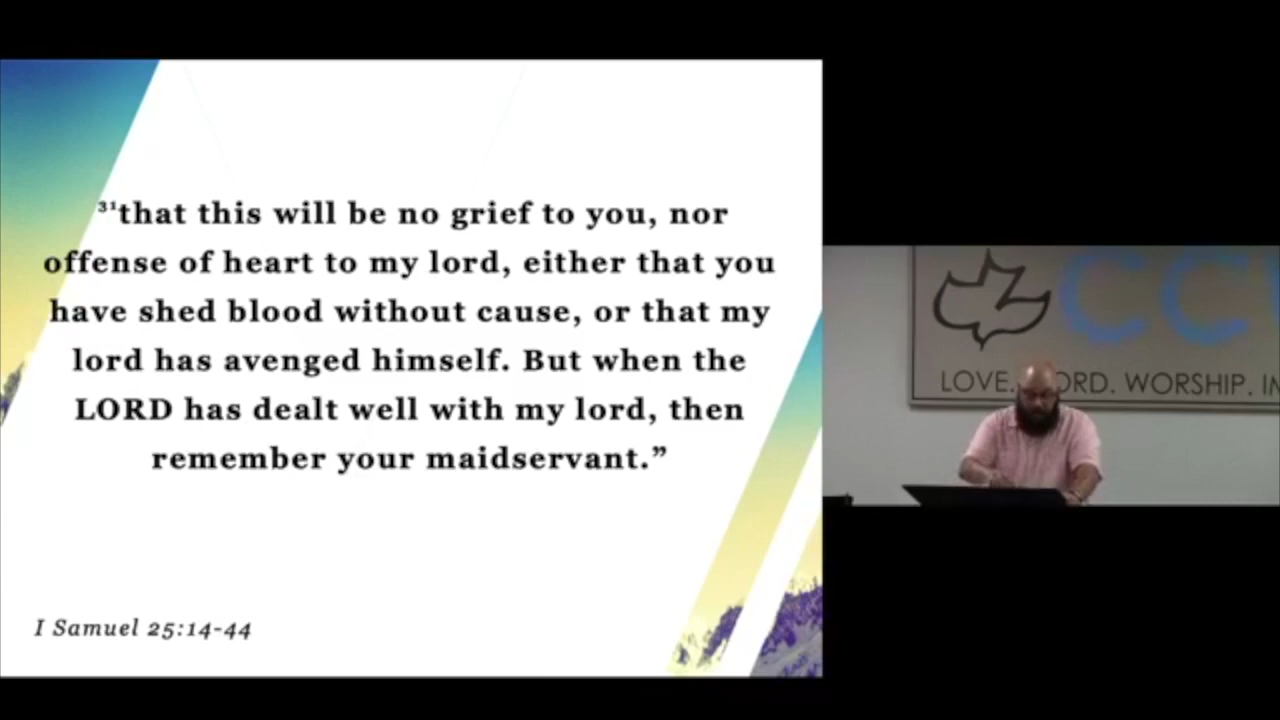 ³¹that this will be no grief to you, nor
offense of heart to my lord, either that you
have shed blood without cause, or that my
lord has avenged himself. But when the
LORD has dealt well with my lord, then
remember your maidservant.”
I Samuel 25:14-44
CC
LOVE. WORSHIP.